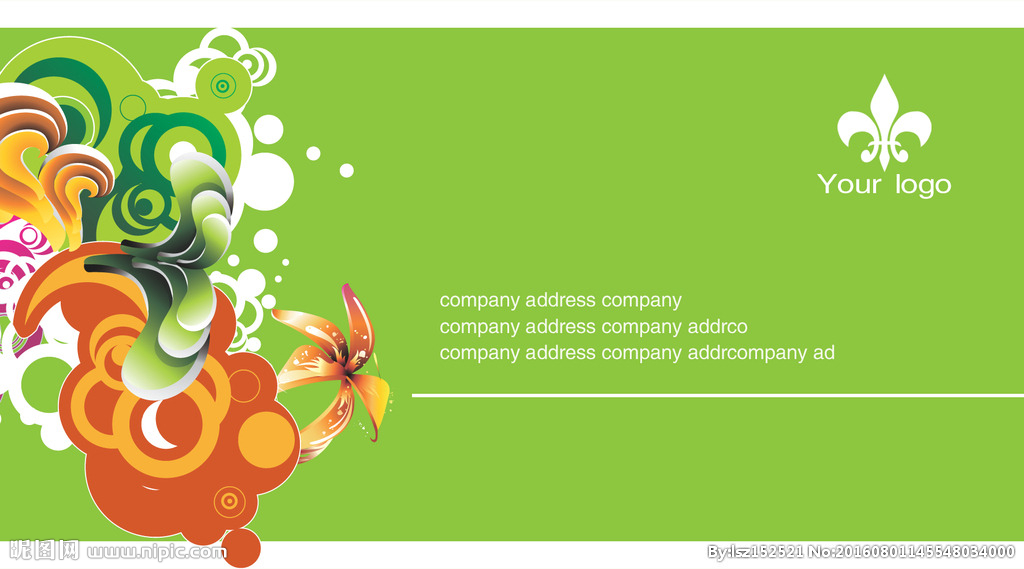 Your logo
company address company
company address company addrco
company address company addrcompany ad
昵图网 www.nipic.com
By:lsz152521 No:20160801145548034000